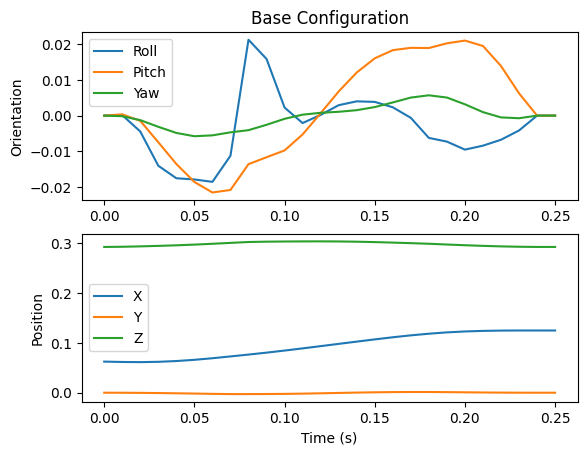 Base Configuration
Orientation
0.02
0.01
0.00
−0.01
−0.02
Roll
Pitch
Yaw
0.00 0.05 0.10 0.15 0.20 0.25
Position
0.3
0.2
0.1
0.0
X
Y
Z
0.00 0.05 0.10 0.15 0.20 0.25
Time (s)